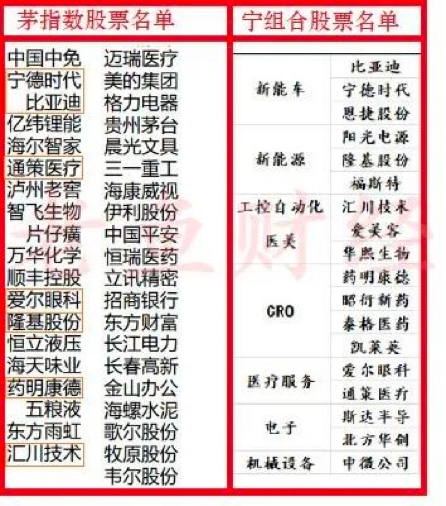 茅指数股票名单
中国中免 迈瑞医疗
宁德时代 美的集团
比亚迪 格力电器
亿纬锂能 贵州茅台
海尔智家 晨光文具
通策医疗 三一重工
泸州老窖 海康威视
智飞生物 伊利股份
片仔癀 中国平安
万华化学 恒瑞医药
顺丰控股 立讯精密
爱尔眼科 招商银行
隆基股份 东方财富
恒立液压 长江电力
海天味业 长春高新
药明康德 金山办公
五粮液 海螺水泥
东方雨虹 歌尔股份
汇川技术 牧原股份
韦尔股份
宁组合股票名单
新能车
比亚迪
宁德时代
恩捷股份
新能源
阳光电源
隆基股份
福斯特
工控自动化 汇川技术
医美
爱美客
华熙生物
CRO
药明康德
昭衍新药
泰格医药
凯莱英
医疗服务
爱尔眼科
通策医疗
电子
斯达半导
北方华创
机械设备 中微公司